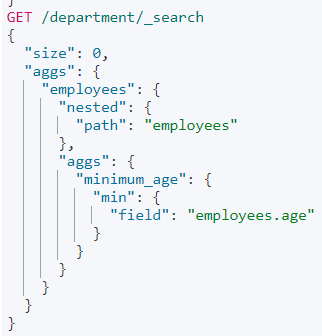 }
GET /department/_search
{
  "size": 0,
  "aggs": {
    "employees": {
      "nested": {
        "path": "employees"
      },
      "aggs": {
        "minimum_age": {
          "min": {
            "field": "employees.age"
          }
        }
      }
    }
  }
}